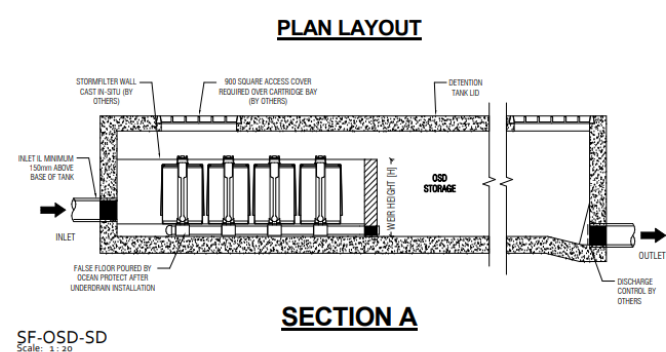 PLAN LAYOUT
STORMFILTER WALL
CAST IN-SITU (BY
OTHERS)
900 SQUARE ACCESS COVER
REQUIRED OVER CARTRIDGE BAY
(BY OTHERS)
DETENTION
TANK LID
INLET IL MINIMUM
150mm ABOVE
BASE OF TANK
WEIR HEIGHT [H]
OSD
STORAGE
INLET
OUTLET
FALSE FLOOR POURED BY
OCEAN PROTECT AFTER
UNDERDRAIN INSTALLATION
DISCHARGE
CONTROL BY
OTHERS
SECTION A
SF-OSD-SD
Scale: 1:20